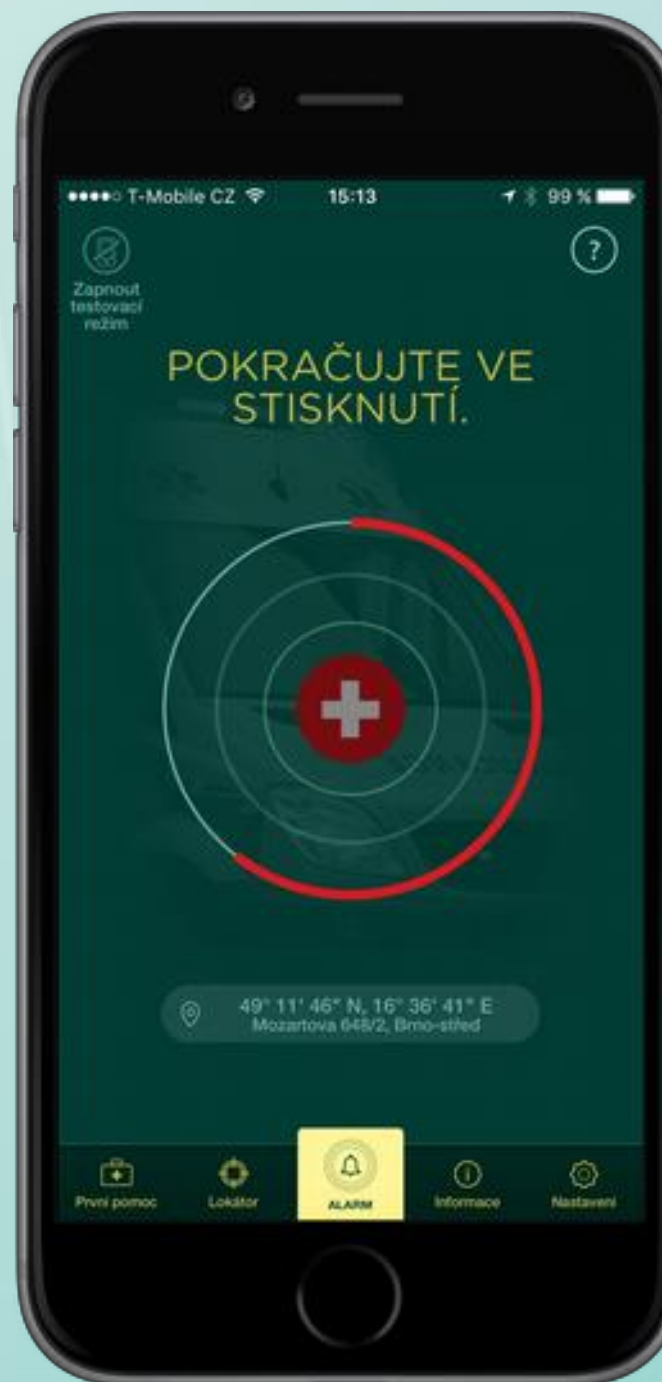 T-Mobile CZ 15:13 99 %
?
Zapnout
testovací
režim
POKRAČUJTE VE
STISKNUTÍ.
49° 11' 46" N, 16° 36' 41" E
Mozartova 648/2, Brno-střed
První pomoc Lokátor ALARM Informace Nastavení